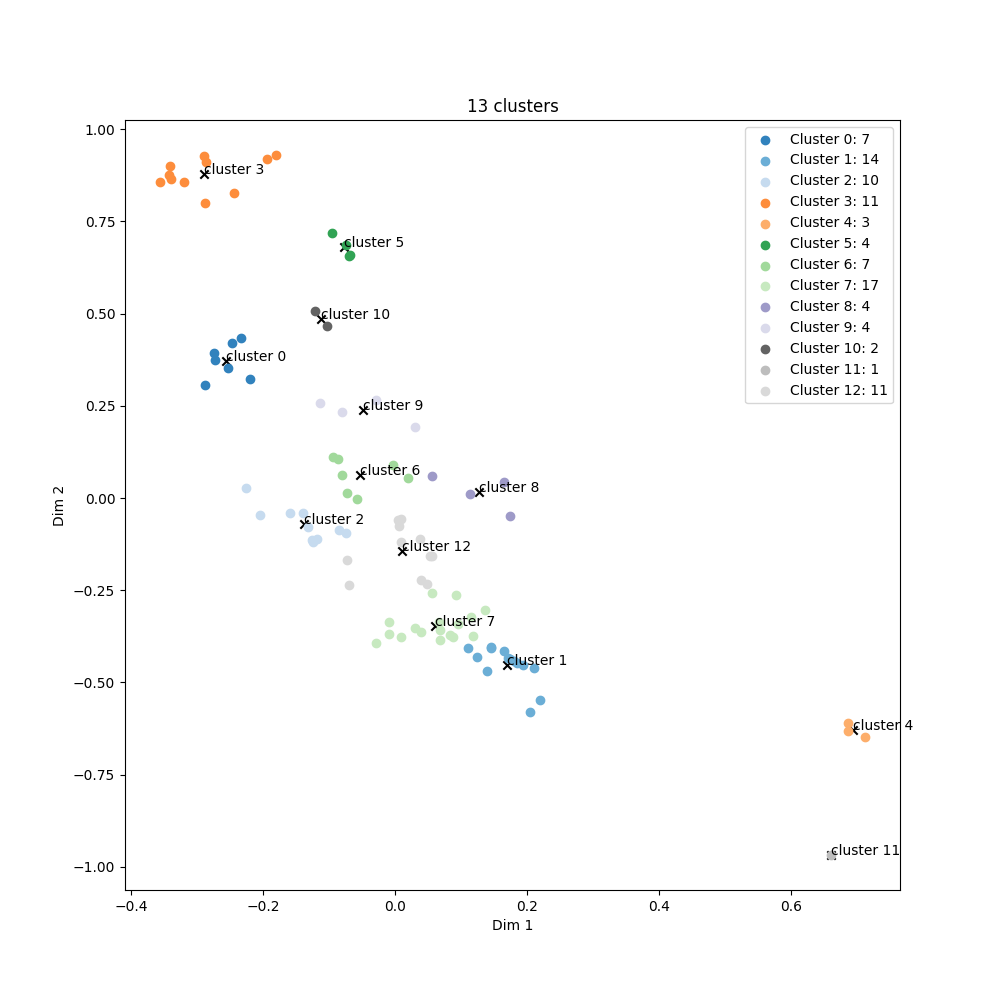 13 clusters
Cluster 0: 7
Cluster 1: 14
Cluster 2: 10
Cluster 3: 11
Cluster 4: 3
Cluster 5: 4
Cluster 6: 7
Cluster 7: 17
Cluster 8: 4
Cluster 9: 4
Cluster 10: 2
Cluster 11: 1
Cluster 12: 11
cluster 3
cluster 5
cluster 10
cluster 0
cluster 9
cluster 6
cluster 8
cluster 2
cluster 12
cluster 7
cluster 1
cluster 4
cluster 11
1.00
0.75
0.50
0.25
0.00
−0.25
−0.50
−0.75
−1.00
Dim 2
−0.4
−0.2
0.0
0.2
0.4
0.6
Dim 1